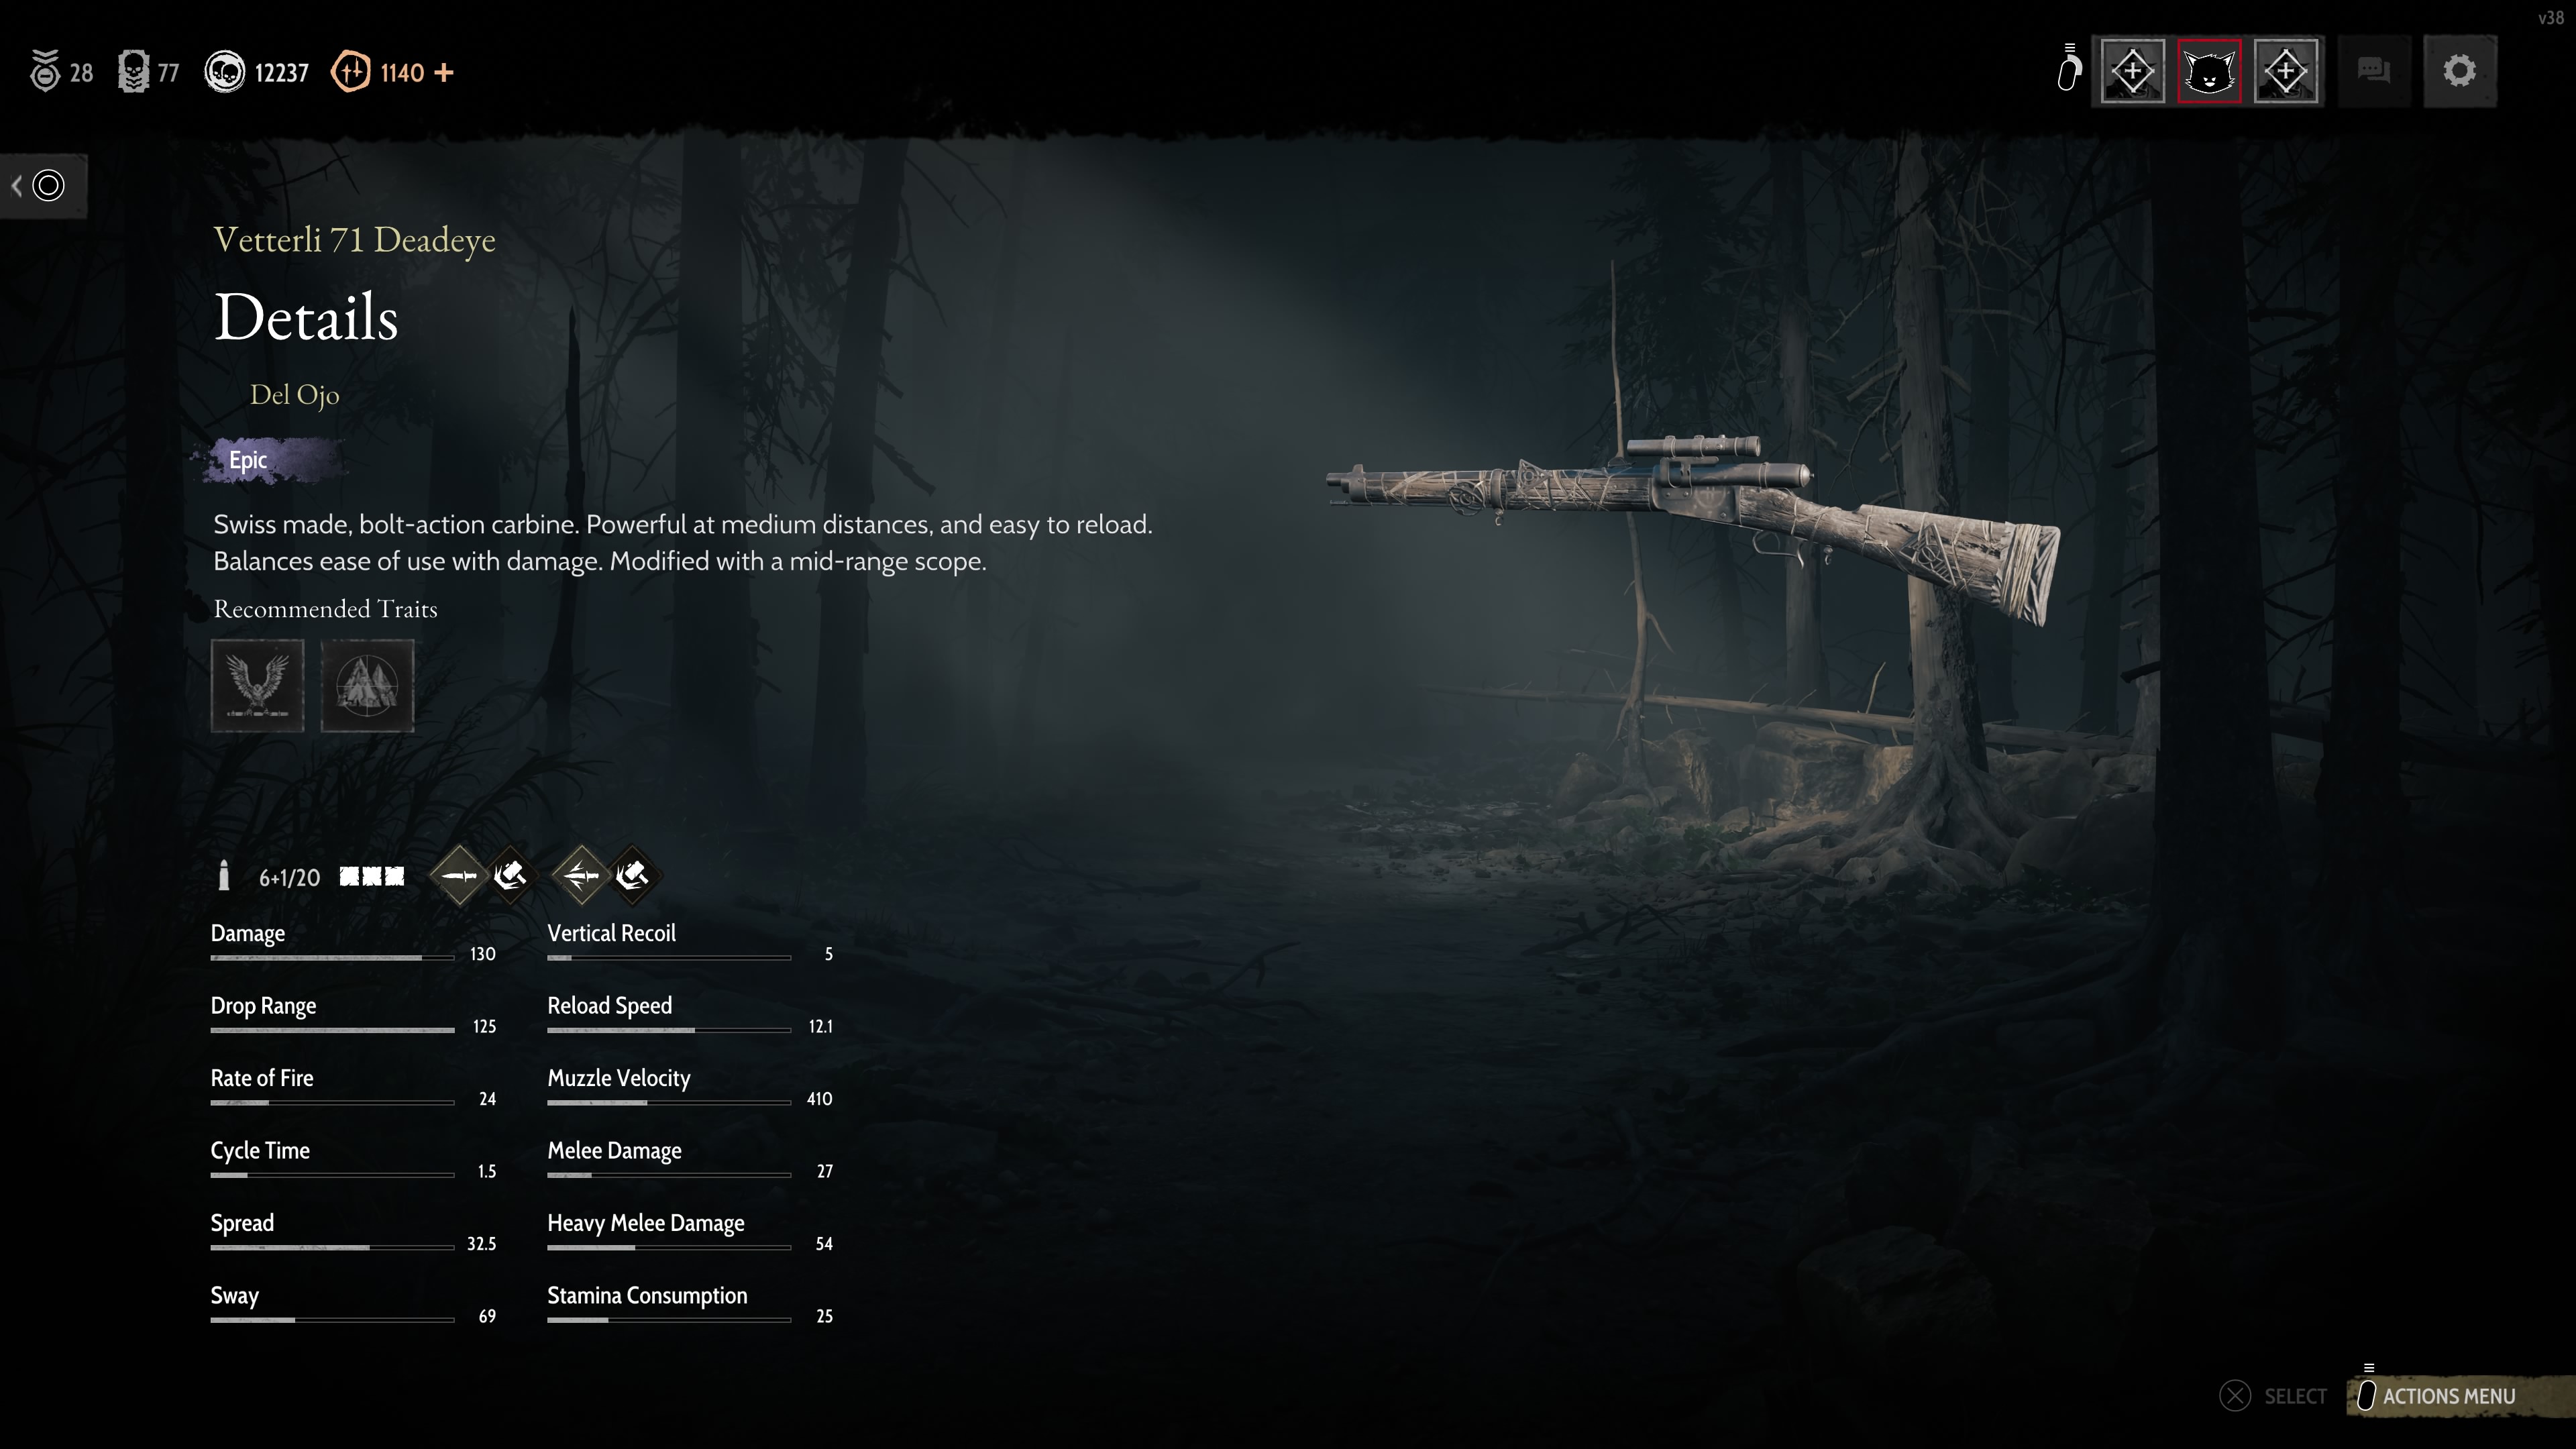 v38
28
77
12237
1140 +
Vetterli 71 Deadeye
Details
Del Ojo
Epic
Swiss made, bolt-action carbine. Powerful at medium distances, and easy to reload.
Balances ease of use with damage. Modified with a mid-range scope.
Recommended Traits
6+1/20
Damage 130
Vertical Recoil 5
Drop Range 125
Reload Speed 12.1
Rate of Fire 24
Muzzle Velocity 410
Cycle Time 1.5
Melee Damage 27
Spread 32.5
Heavy Melee Damage 54
Sway 69
Stamina Consumption 25
SELECT
ACTIONS MENU